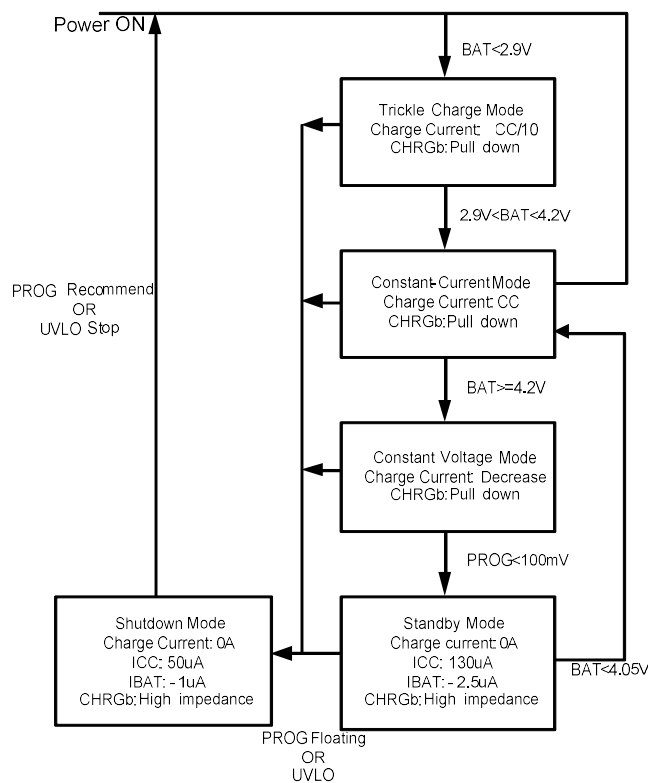 Power ON
BAT<2.9V
Trickle Charge Mode
Charge Current: CC/10
CHRGb:Pull down
2.9V<BAT<4.2V
Constant-Current Mode
Charge Current: CC
CHRGb:Pull down
PROG Recommend
OR
UVLO Stop
BAT>=4.2V
Constant Voltage Mode
Charge Current: Decrease
CHRGb:Pull down
PROG<100mV
Shutdown Mode
Charge Current: 0A
ICC: 50uA
IBAT: -1uA
CHRGb:High impedance
Standby Mode
Charge current: 0A
ICC: 130uA
IBAT: -2.5uA
CHRGb:High impedance
BAT<4.05V
PROG Floating
OR
UVLO